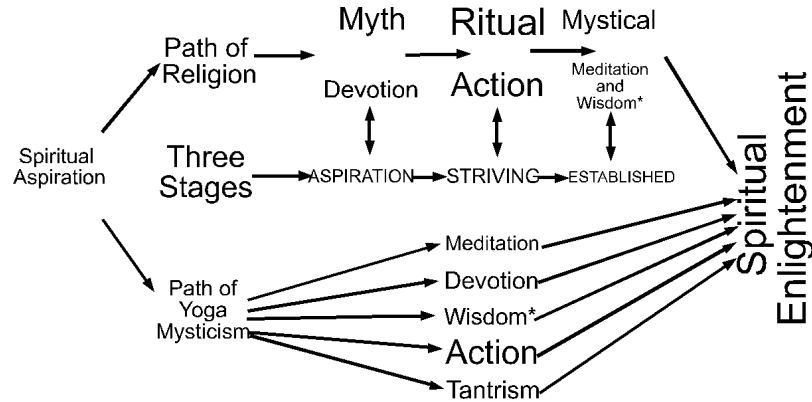 Myth
Ritual
Mystical
Path of
Religion
Devotion
Action
Meditation
and
Wisdom*
Spiritual
Aspiration
Three
Stages
ASPIRATION
STRIVING
ESTABLISHED
Meditation
Devotion
Path of
Yoga
Mysticism
Wisdom*
Action
Tantrism
Spiritual
Enlightenment